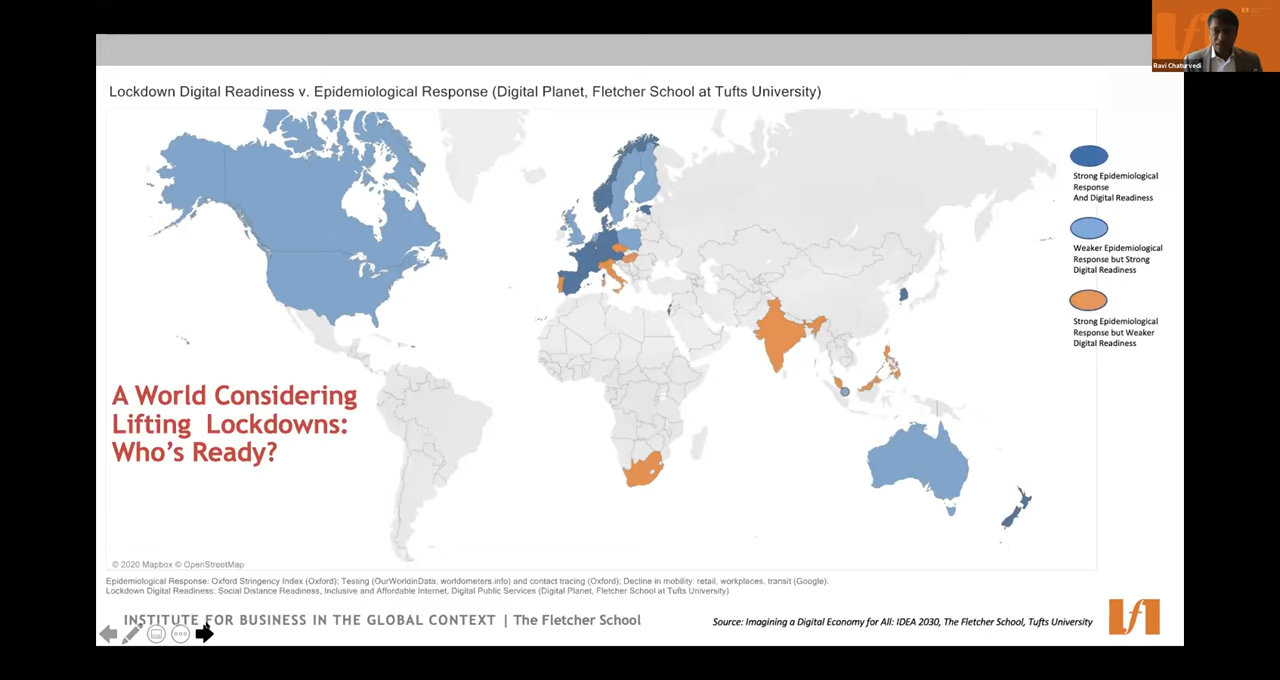 Ravi Chaturvedi
Lockdown Digital Readiness v. Epidemiological Response (Digital Planet, Fletcher School at Tufts University)
Strong Epidemiological
Response
And Digital Readiness
Weaker Epidemiological
Response but Strong
Digital Readiness
Strong Epidemiological
Response but Weaker
Digital Readiness
A World Considering
Lifting Lockdowns:
Who's Ready?
© 2020 Mapbox © OpenStreetMap
Epidemiological Response: Oxford Stringency Index (Oxford); Testing (OurWorldinData, worldometers.info) and contact tracing (Oxford); Decline in mobility: retail, workplaces, transit (Google).
Lockdown Digital Readiness: Social Distance Readiness, Inclusive and Affordable Internet, Digital Public Services (Digital Planet, Fletcher School at Tufts University)
INSTITUTE FOR BUSINESS IN THE GLOBAL CONTEXT | The Fletcher School
Source: Imagining a Digital Economy for All: IDEA 2030, The Fletcher School, Tufts University